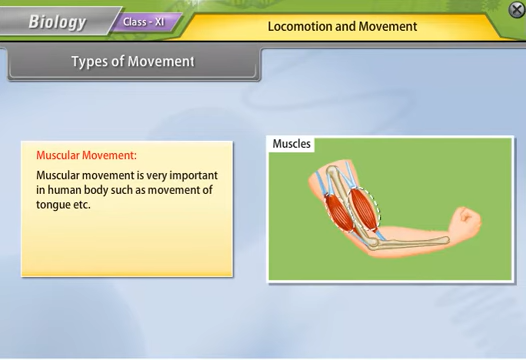 Biology
Class - XI
Locomotion and Movement
Types of Movement
Muscular Movement:
Muscular movement is very important
in human body such as movement of
tongue etc.
Muscles